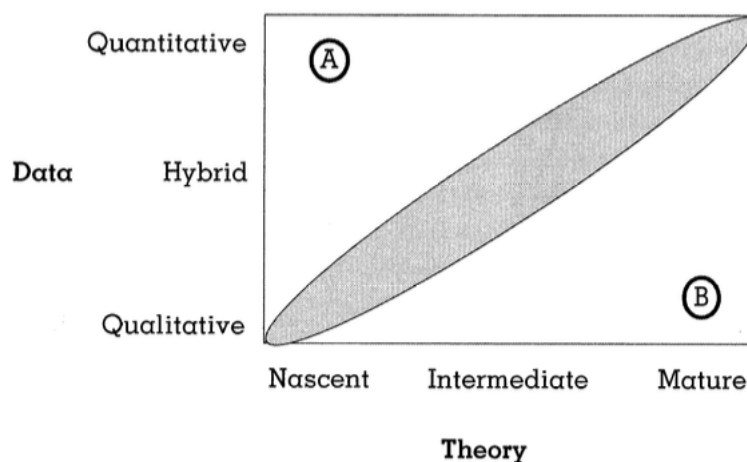 Quantitative
A
Data Hybrid
B
Qualitative
Nascent Intermediate Mature
Theory